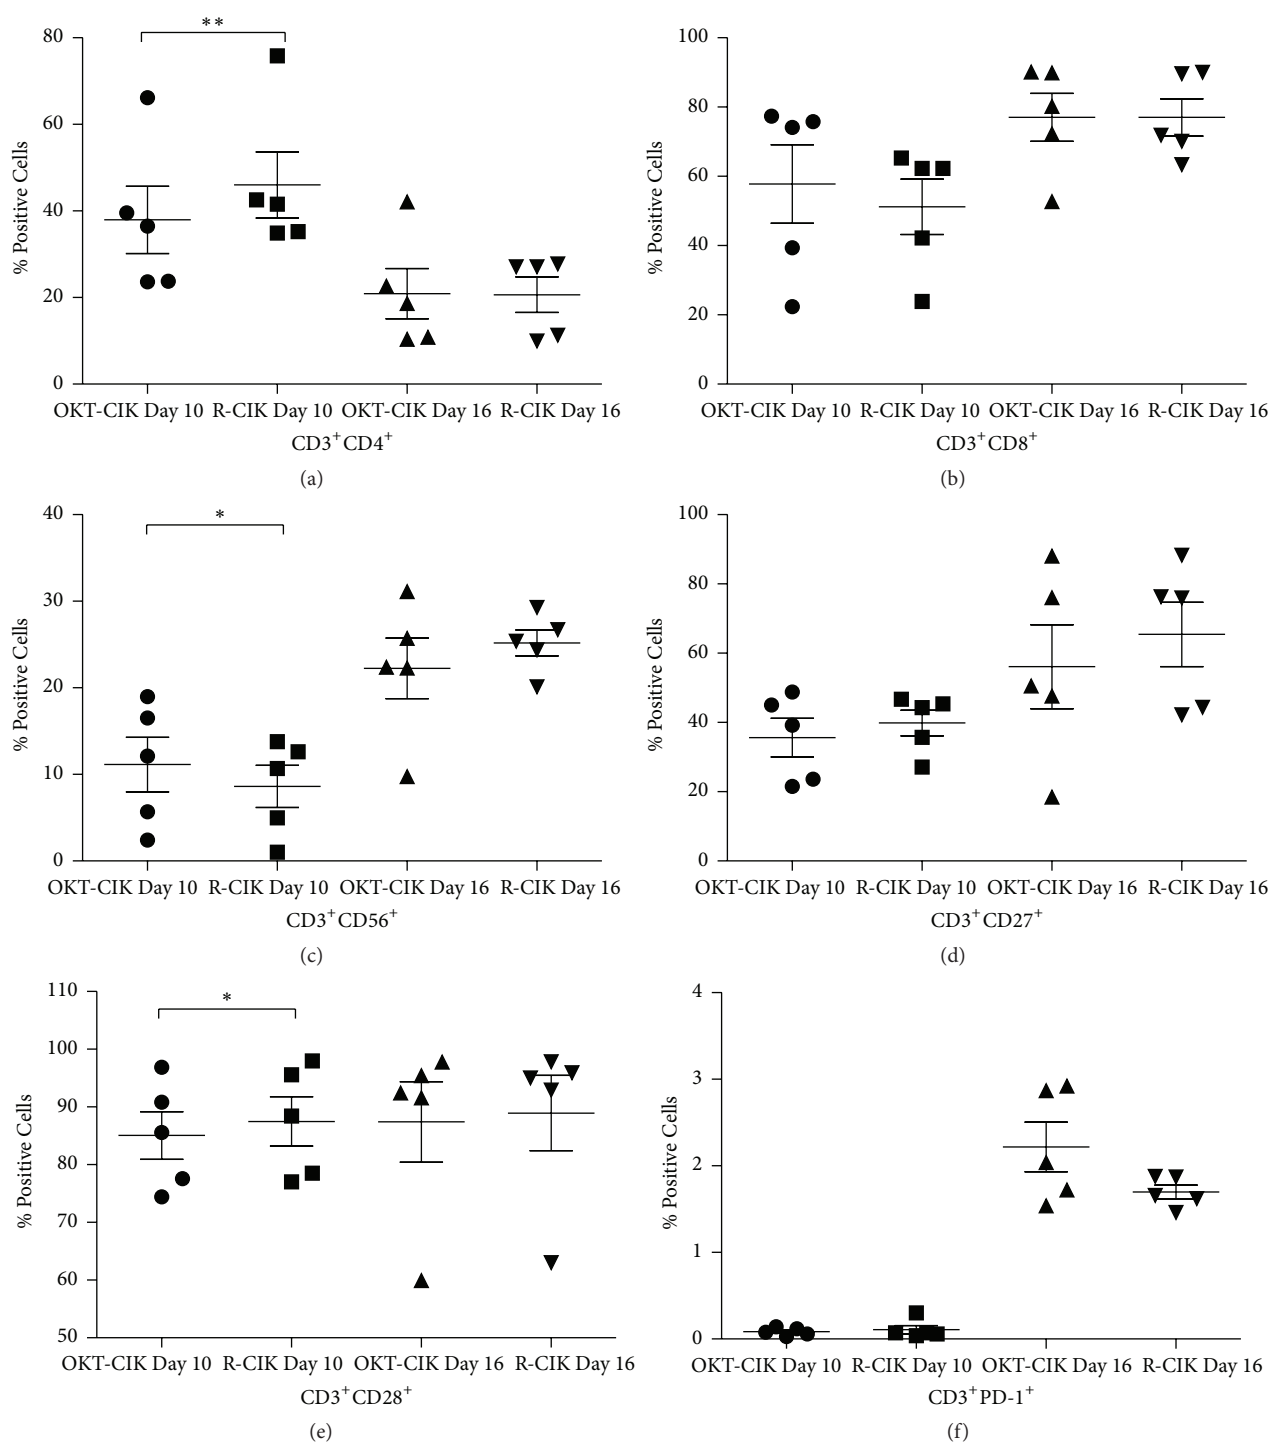 **
80
60
40
20
0
% Positive Cells
OKT-CIK Day 10 R-CIK Day 10 OKT-CIK Day 16 R-CIK Day 16
CD3⁺CD4⁺
(a)
100
80
60
40
20
0
% Positive Cells
OKT-CIK Day 10 R-CIK Day 10 OKT-CIK Day 16 R-CIK Day 16
CD3⁺CD8⁺
(b)
*
40
30
20
10
0
% Positive Cells
OKT-CIK Day 10 R-CIK Day 10 OKT-CIK Day 16 R-CIK Day 16
CD3⁺CD56⁺
(c)
100
80
60
40
20
0
% Positive Cells
OKT-CIK Day 10 R-CIK Day 10 OKT-CIK Day 16 R-CIK Day 16
CD3⁺CD27⁺
(d)
*
110
100
90
80
70
60
50
% Positive Cells
OKT-CIK Day 10 R-CIK Day 10 OKT-CIK Day 16 R-CIK Day 16
CD3⁺CD28⁺
(e)
4
3
2
1
0
% Positive Cells
OKT-CIK Day 10 R-CIK Day 10 OKT-CIK Day 16 R-CIK Day 16
CD3⁺PD-1⁺
(f)